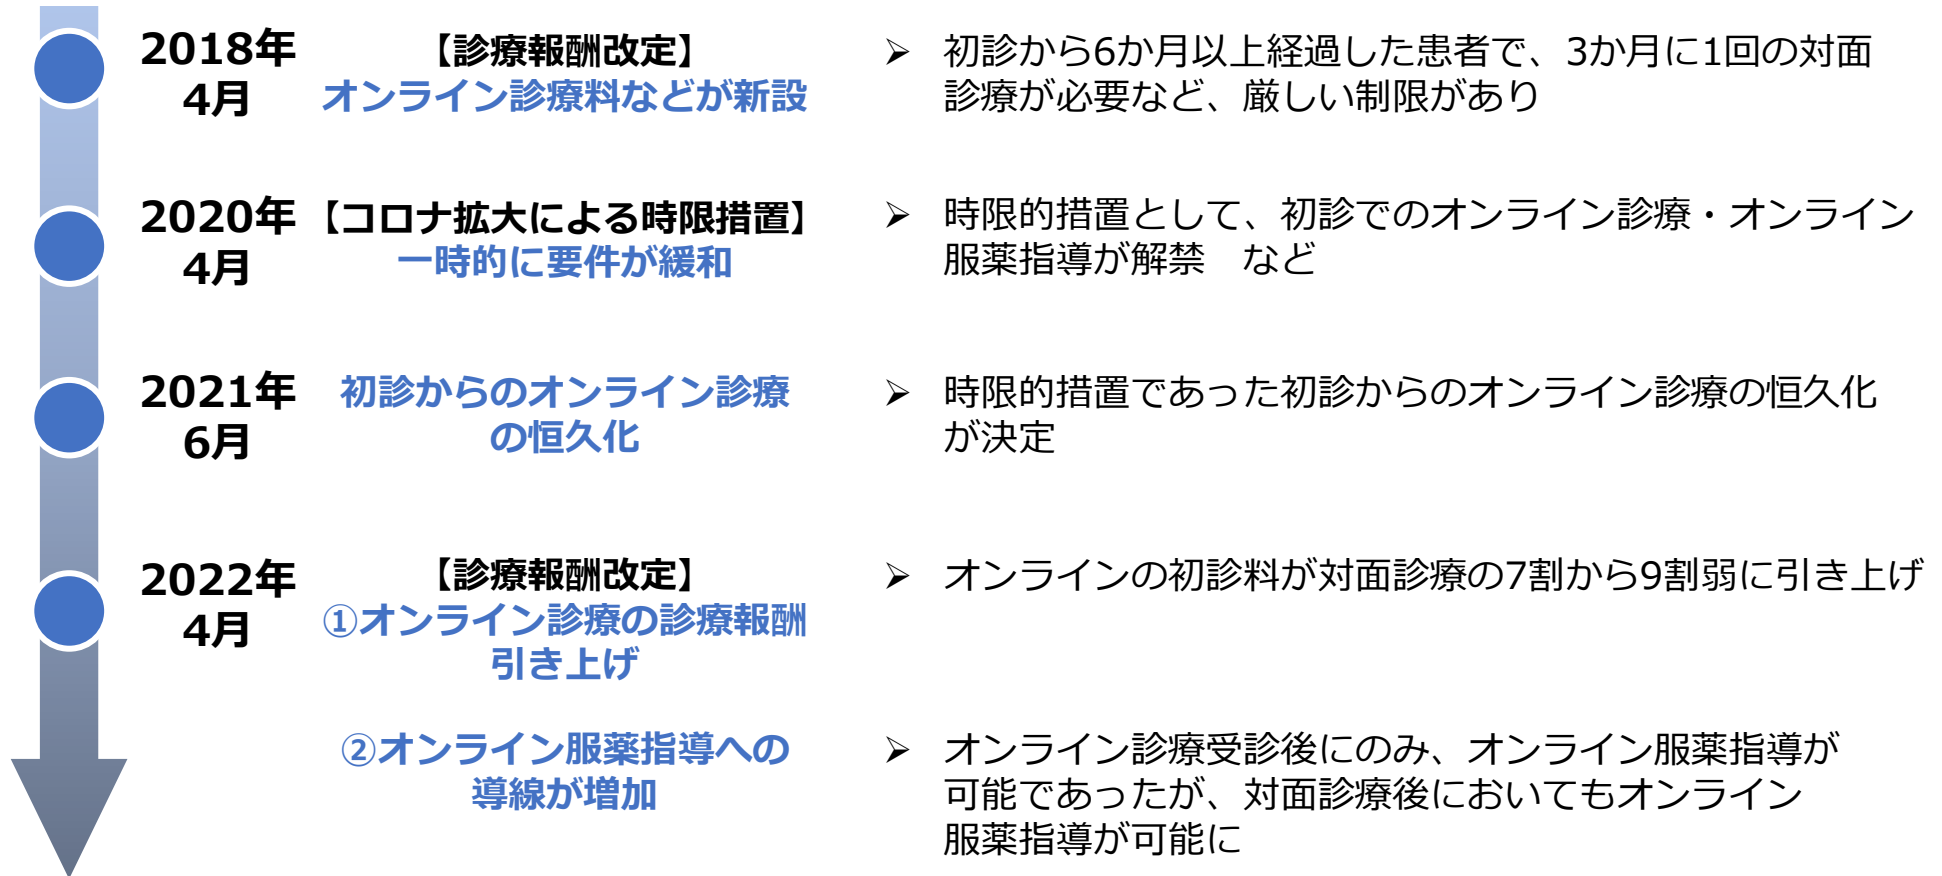 2018年
4月
【診療報酬改定】
オンライン診療料などが新設
➢ 初診から6か月以上経過した患者で、3か月に1回の対面
診療が必要など、厳しい制限があり
2020年
4月
【コロナ拡大による時限措置】
一時的に要件が緩和
➢ 時限的措置として、初診でのオンライン診療・オンライン
服薬指導が解禁　など
2021年
6月
初診からのオンライン診療
の恒久化
➢ 時限的措置であった初診からのオンライン診療の恒久化
が決定
2022年
4月
【診療報酬改定】
①オンライン診療の診療報酬
引き上げ
➢ オンラインの初診料が対面診療の7割から9割弱に引き上げ
②オンライン服薬指導への
導線が増加
➢ オンライン診療受診後にのみ、オンライン服薬指導が
可能であったが、対面診療後においてもオンライン
服薬指導が可能に